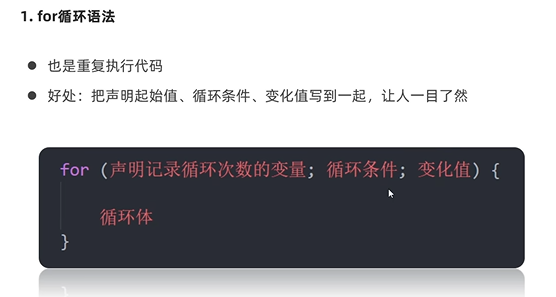 1. for循环语法
● 也是重复执行代码
● 好处：把声明起始值、循环条件、变化值写到一起，让人一目了然
for (声明记录循环次数的变量; 循环条件; 变化值) {
循环体
}